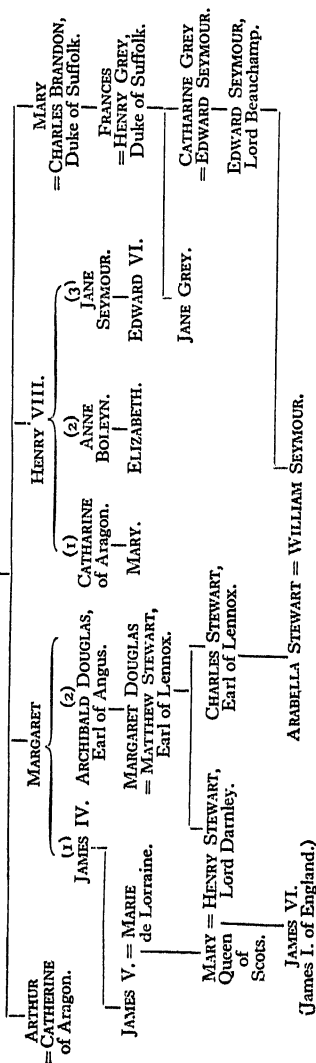 ARTHUR
= CATHERINE
of Aragon.
MARGARET
HENRY VIII.
MARY
= CHARLES BRANDON,
Duke of Suffolk.
(1)
JAMES IV.
(2)
ARCHIBALD DOUGLAS,
Earl of Angus.
(1)
CATHARINE
of Aragon.
(2)
ANNE
BOLEYN.
(3)
JANE
SEYMOUR.
FRANCES
= HENRY GREY,
Duke of Suffolk.
JAMES V. = MARIE
de Lorraine.
MARGARET DOUGLAS
= MATTHEW STEWART,
Earl of Lennox.
MARY.
ELIZABETH.
EDWARD VI.
JANE GREY.
CATHARINE GREY
= EDWARD SEYMOUR.
MARY = HENRY STEWART,
Queen Lord Darnley.
of
Scots.
CHARLES STEWART,
Earl of Lennox.
EDWARD SEYMOUR,
Lord Beauchamp.
JAMES VI.
(James I. of England.)
ARABELLA STEWART = WILLIAM SEYMOUR.